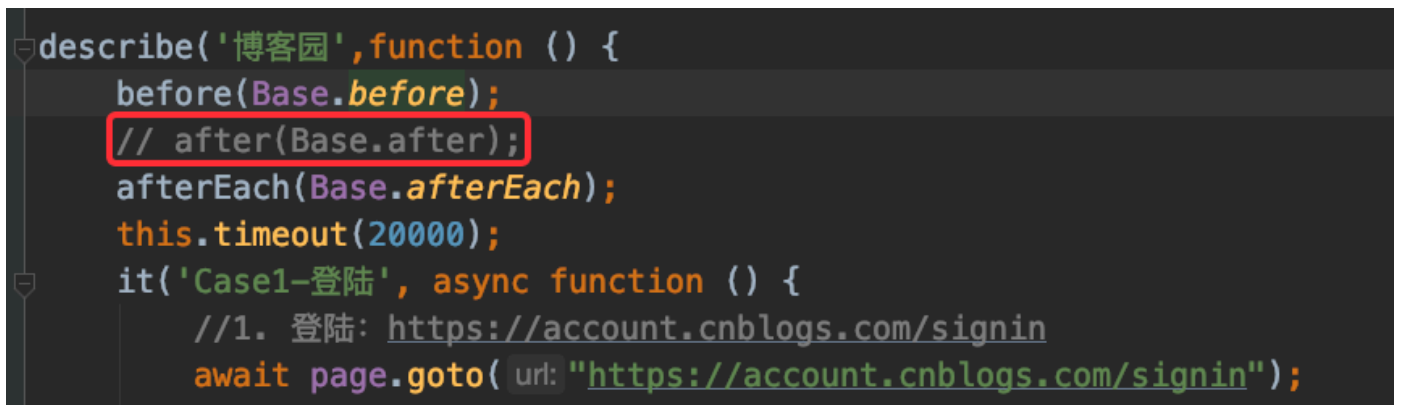 describe('博客园',function () {
before(Base.before);
// after(Base.after);
afterEach(Base.afterEach);
this.timeout(20000);
it('Case1-登陆', async function () {
//1. 登陆：https://account.cnblogs.com/signin
await page.goto( url: "https://account.cnblogs.com/signin");